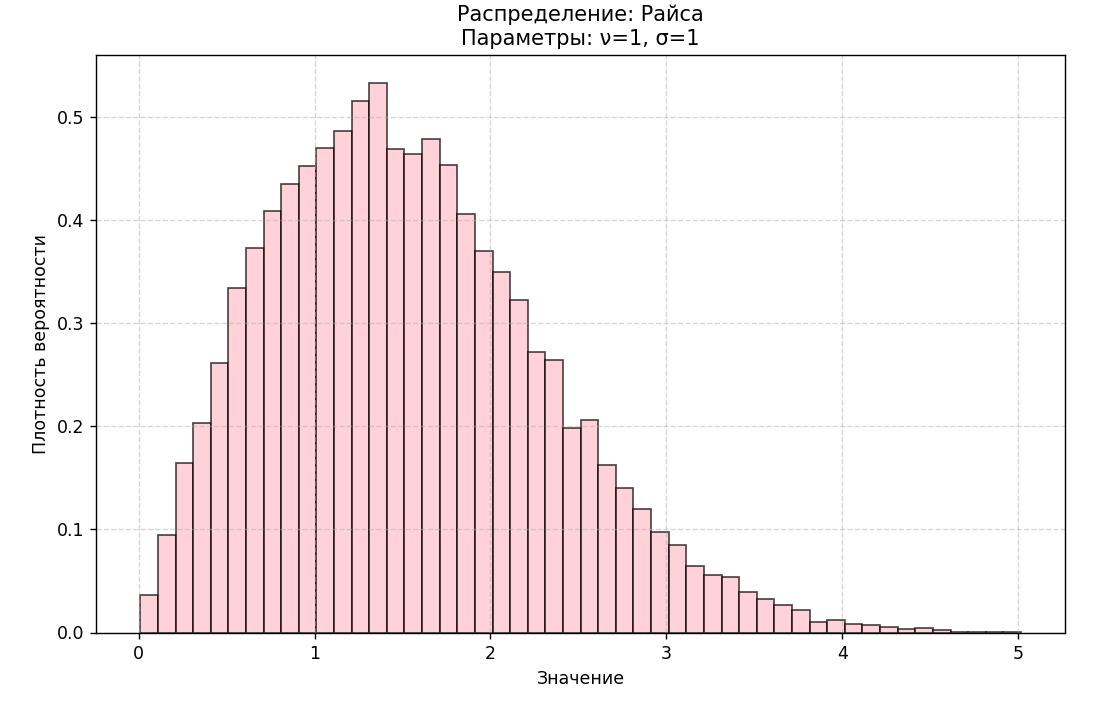 Распределение: Райса
Параметры: ν=1, σ=1
Плотность вероятности
0.5
0.4
0.3
0.2
0.1
0.0
0 1 2 3 4 5
Значение